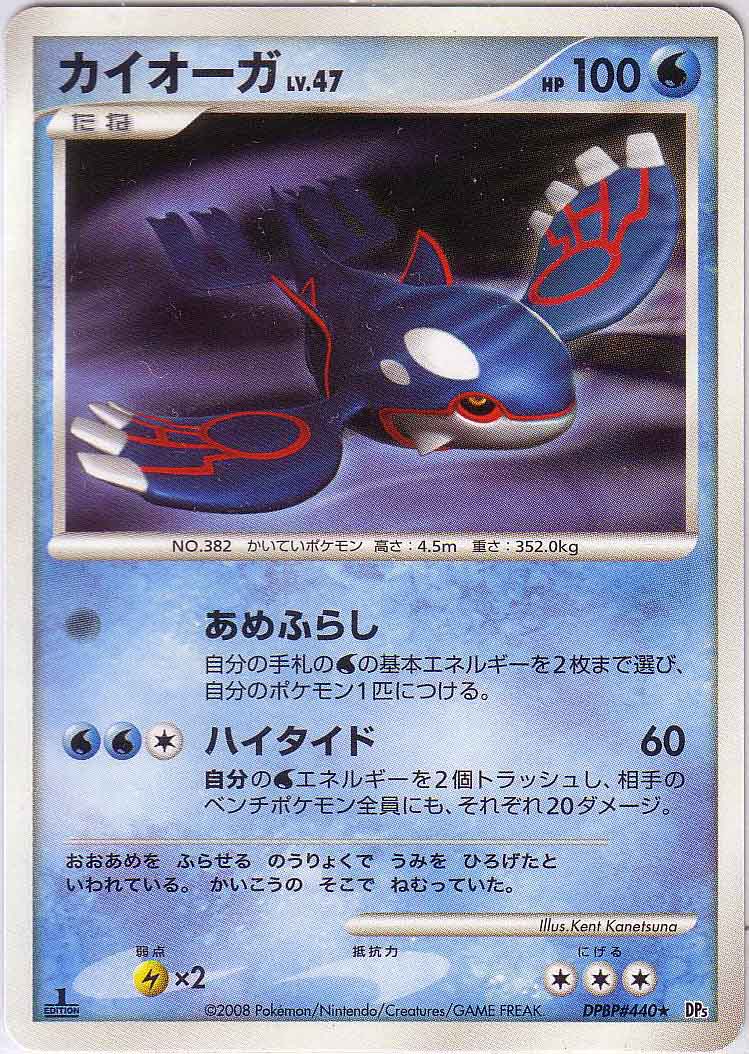 カイオーガ LV.47 HP 100
たね
NO.382 かいていポケモン 高さ:4.5m 重さ:352.0kg
あめふらし
自分の手札の の基本エネルギーを2枚まで選び、
自分のポケモン1匹につける。
ハイタイド 60
自分の エネルギーを2個トラッシュし、相手の
ベンチポケモン全員にも、それぞれ20ダメージ。
おおあめを ふらせる のうりょくで うみを ひろげたと
いわれている。 かいこうの そこで ねむっていた。
Illus.Kent Kanetsuna
弱点 抵抗力 にげる
×2
1 EDITION ©2008 Pokémon/Nintendo/Creatures/GAME FREAK. DPBP#440★ DPs